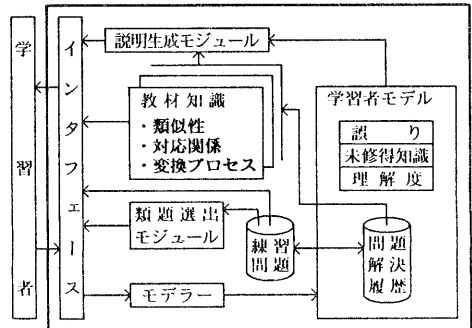 学習者
インタフェース
説明生成モジュール
教材知識
・類似性
・対応関係
・変換プロセス
類題選出
モジュール
練習
問題
モデラー
学習者モデル
誤り
未修得知識
理解度
問題
解決
履歴